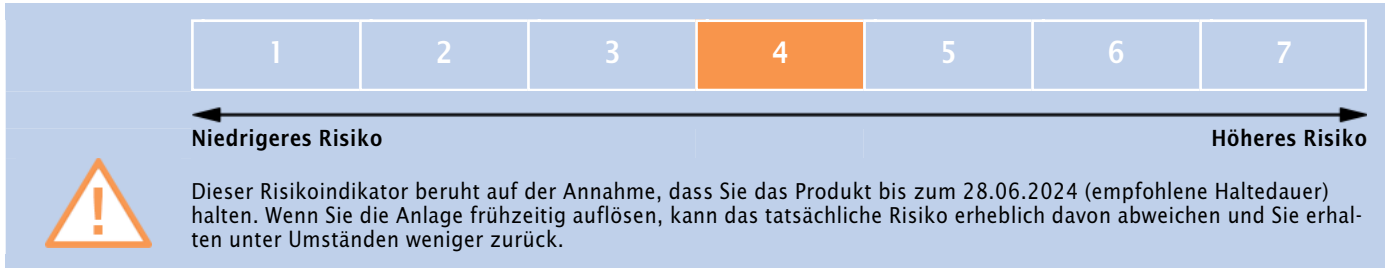 1 2 3 4 5 6 7
Niedrigeres Risiko Höheres Risiko
!
Dieser Risikoindikator beruht auf der Annahme, dass Sie das Produkt bis zum 28.06.2024 (empfohlene Haltedauer)
halten. Wenn Sie die Anlage frühzeitig auflösen, kann das tatsächliche Risiko erheblich davon abweichen und Sie erhal-
ten unter Umständen weniger zurück.